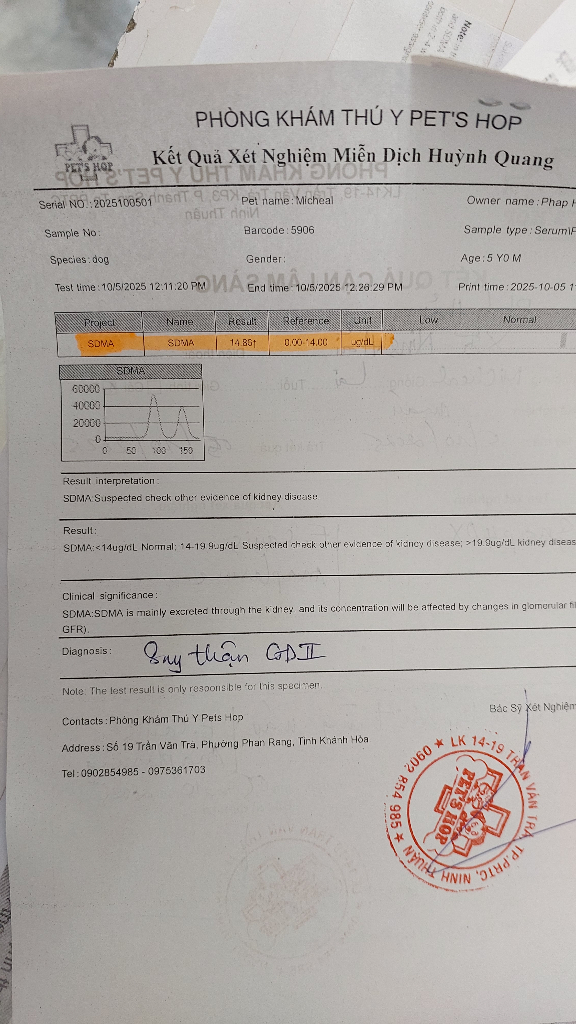 Note:
PHÒNG KHÁM THÚ Y PET'S HOP
PET'S HOP
Kết Quả Xét Nghiệm Miễn Dịch Huỳnh Quang
Serial NO.:2025100501 Pet name:Micheal Owner name:Phap
Sample No: Barcode:5906 Sample type:Serum\P
Species:dog Gender: Age:5 Y0 M
Test time:10/5/2025 12:11:20 PM End time:10/5/2025 12:26:29 PM Print time:2025-10-05 1
Project Name Result Reference Unit Low Normal
SDMA SDMA 14.86↑ 0.00-14.00 ug/dL
SDMA
60000
40000
20000
0
0 50 100 150
Result interpretation:
SDMA:Suspected check other evidence of kidney disease
Result:
SDMA:<14ug/dL Normal; 14-19.9ug/dL Suspected check other evidence of kidney disease; >19.9ug/dL kidney diseas
Clinical significance:
SDMA:SDMA is mainly excreted through the kidney and its concentration will be affected by changes in glomerular fil
GFR).
Diagnosis: Suy thận GĐ II
Note: The test result is only responsible for this specimen.
Bác Sỹ Xét Nghiệm
Contacts:Phòng Khám Thú Y Pets Hop
Address:Số 19 Trần Văn Trà, Phường Phan Rang, Tỉnh Khánh Hòa
Tel:0902854985 - 0975361703
★ LK 14-19 TRẦN VĂN TRÀ, TP.PRTC, NINH THUẬN ★ 0902 854 985
PET'S HOP